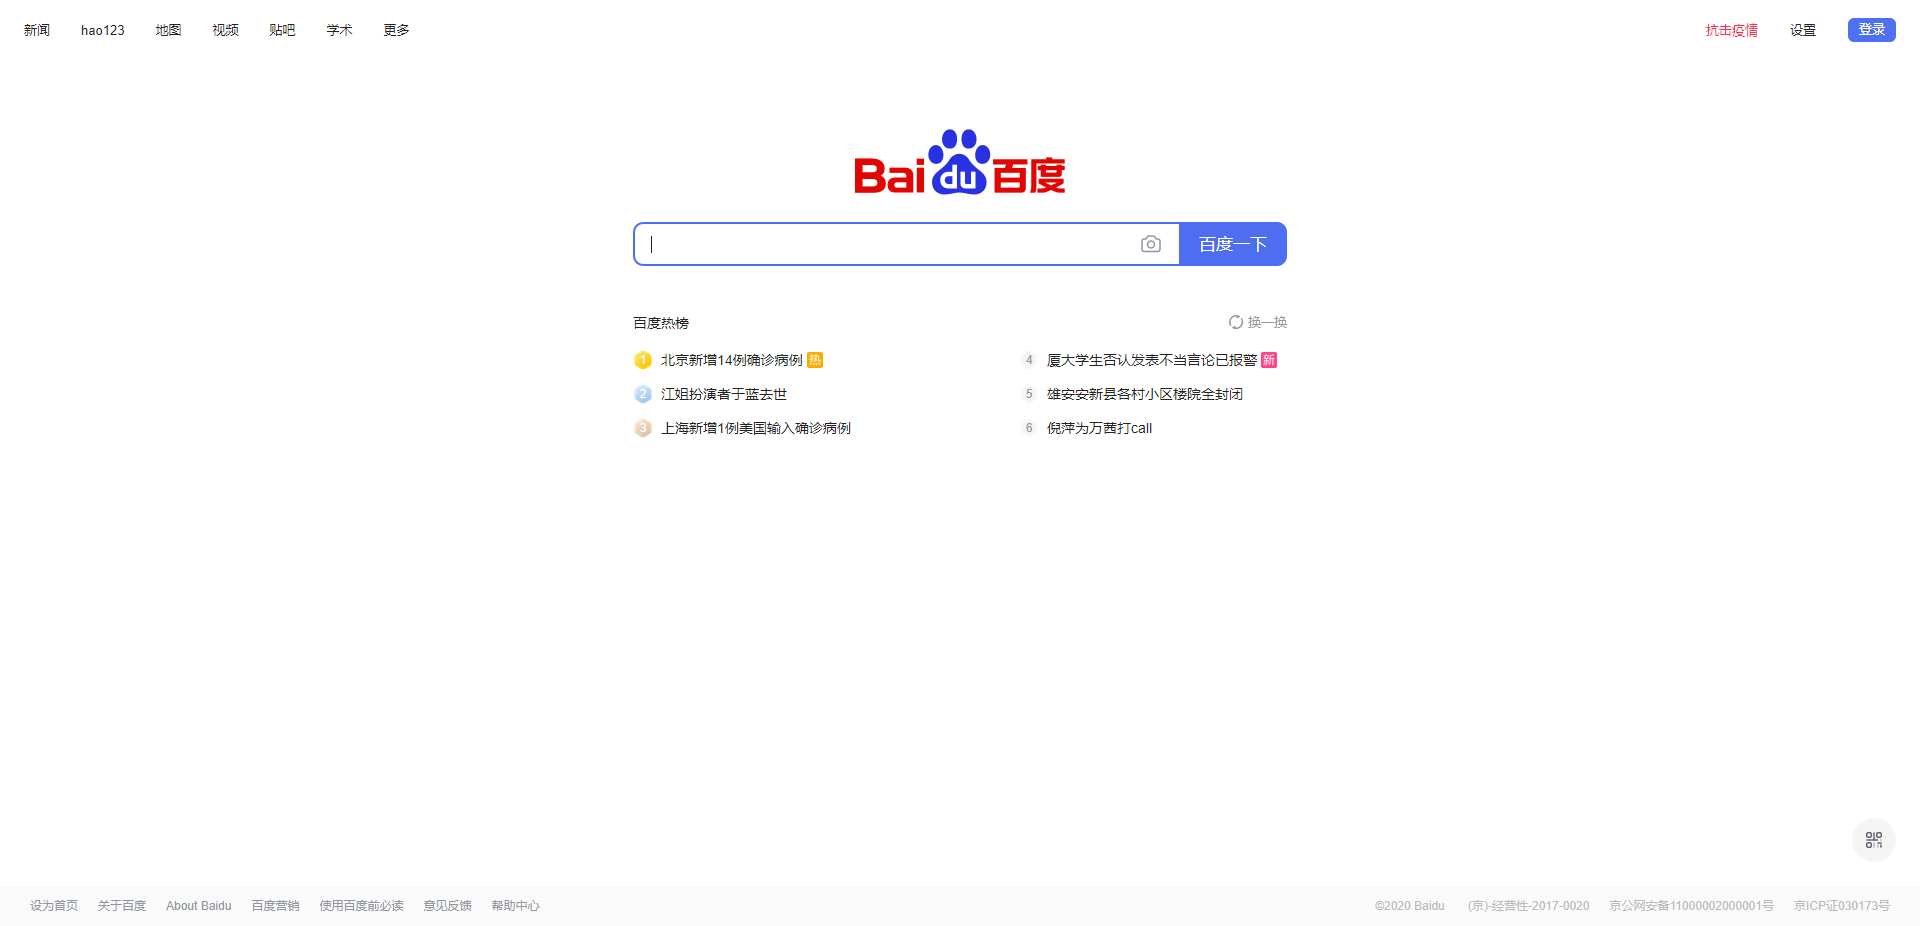 新闻 hao123 地图 视频 贴吧 学术 更多 抗击疫情 设置 登录
Bai du 百度
百度一下
百度热榜 换一换
1 北京新增14例确诊病例 热
2 江姐扮演者于蓝去世
3 上海新增1例美国输入确诊病例
4 厦大学生否认发表不当言论已报警 新
5 雄安安新县各村小区楼院全封闭
6 倪萍为万茜打call
设为首页 关于百度 About Baidu 百度营销 使用百度前必读 意见反馈 帮助中心 ©2020 Baidu (京)-经营性-2017-0020 京公网安备11000002000001号 京ICP证030173号